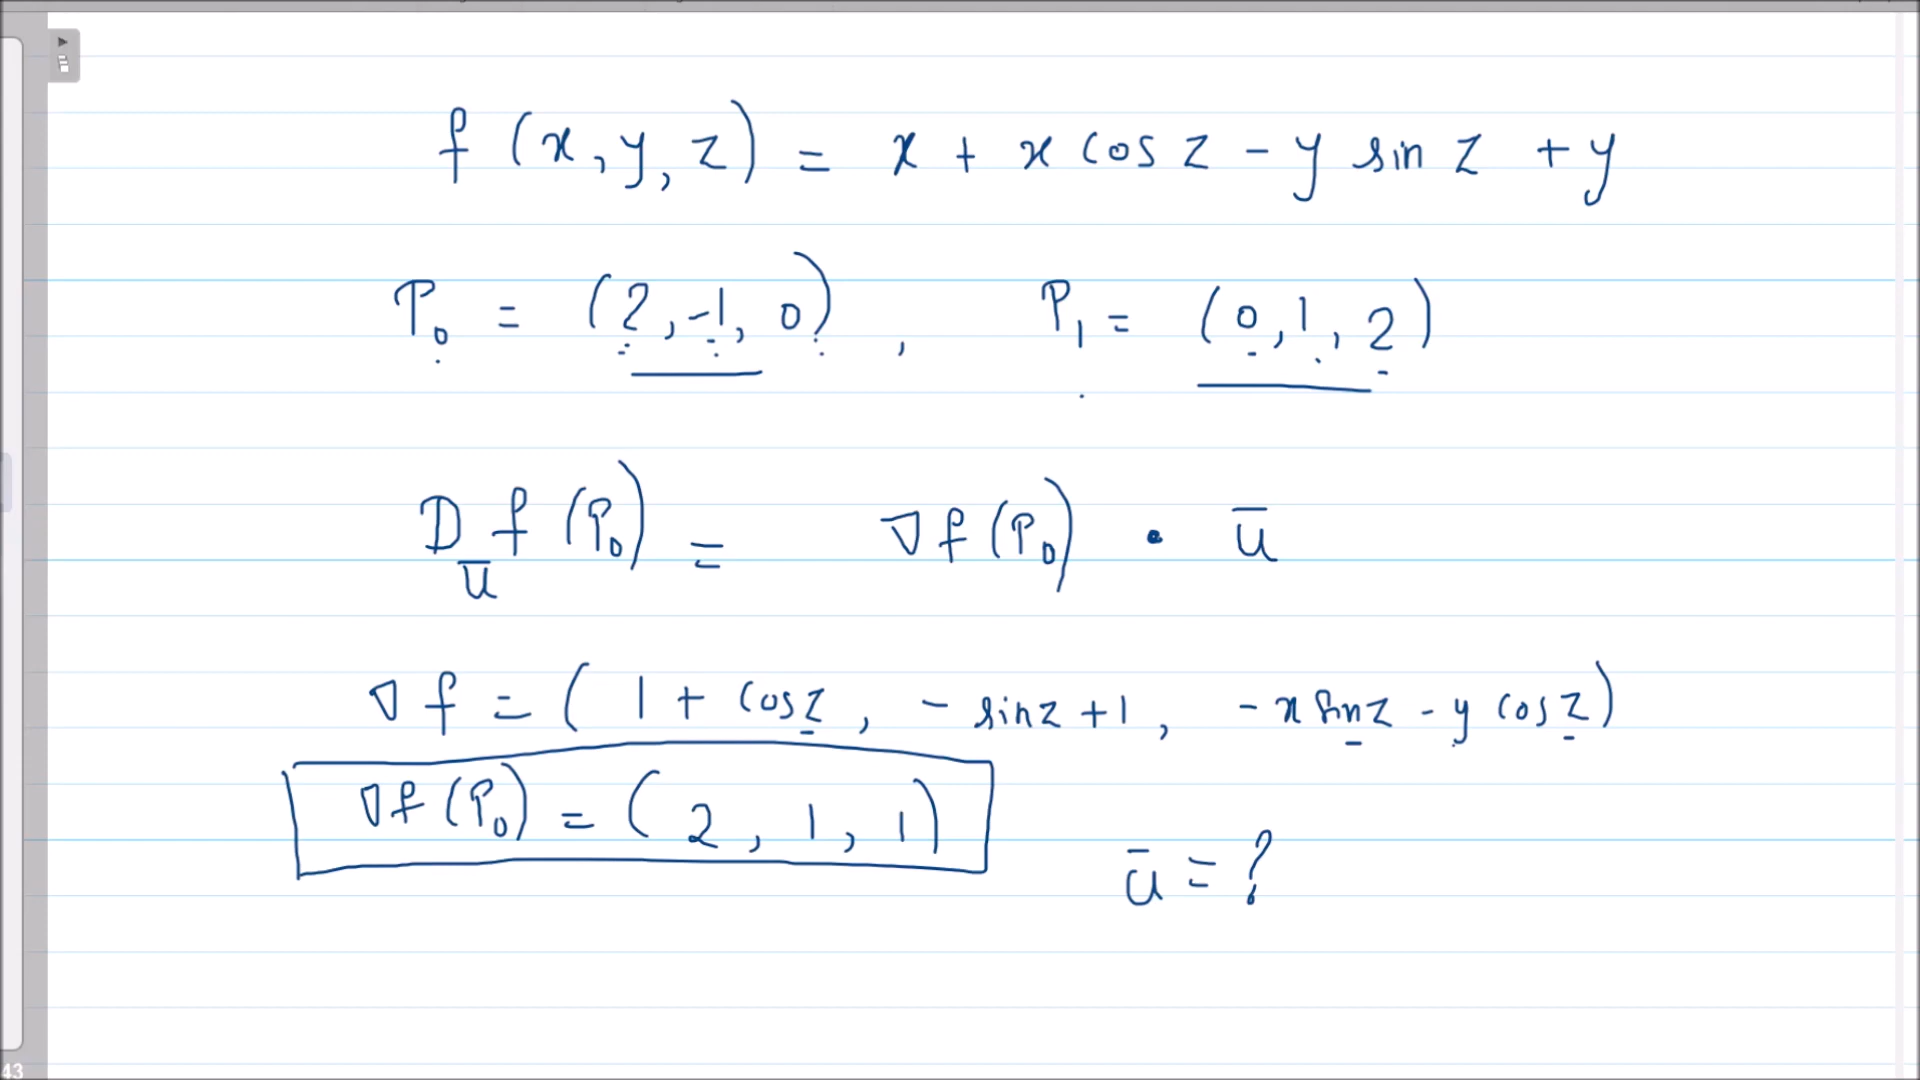 f (x, y, z) = x + x cos z - y sin z + y
P₀ = (2, -1, 0) , P₁ = (0, 1, 2)
D_ū f (P₀) = ∇f (P₀) • ū
∇f = ( 1 + cos z , - sin z + 1 , - x sin z - y cos z )
∇f (P₀) = ( 2 , 1 , 1 )
ū = ?
43